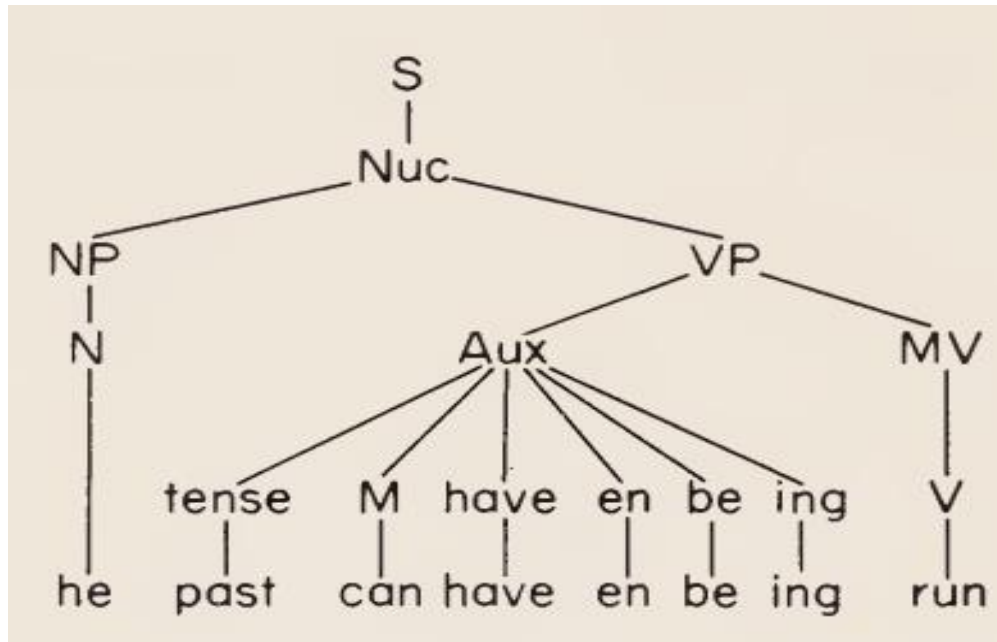 S
Nuc
NP VP
N Aux MV
tense M have en be ing V
he past can have en be ing run